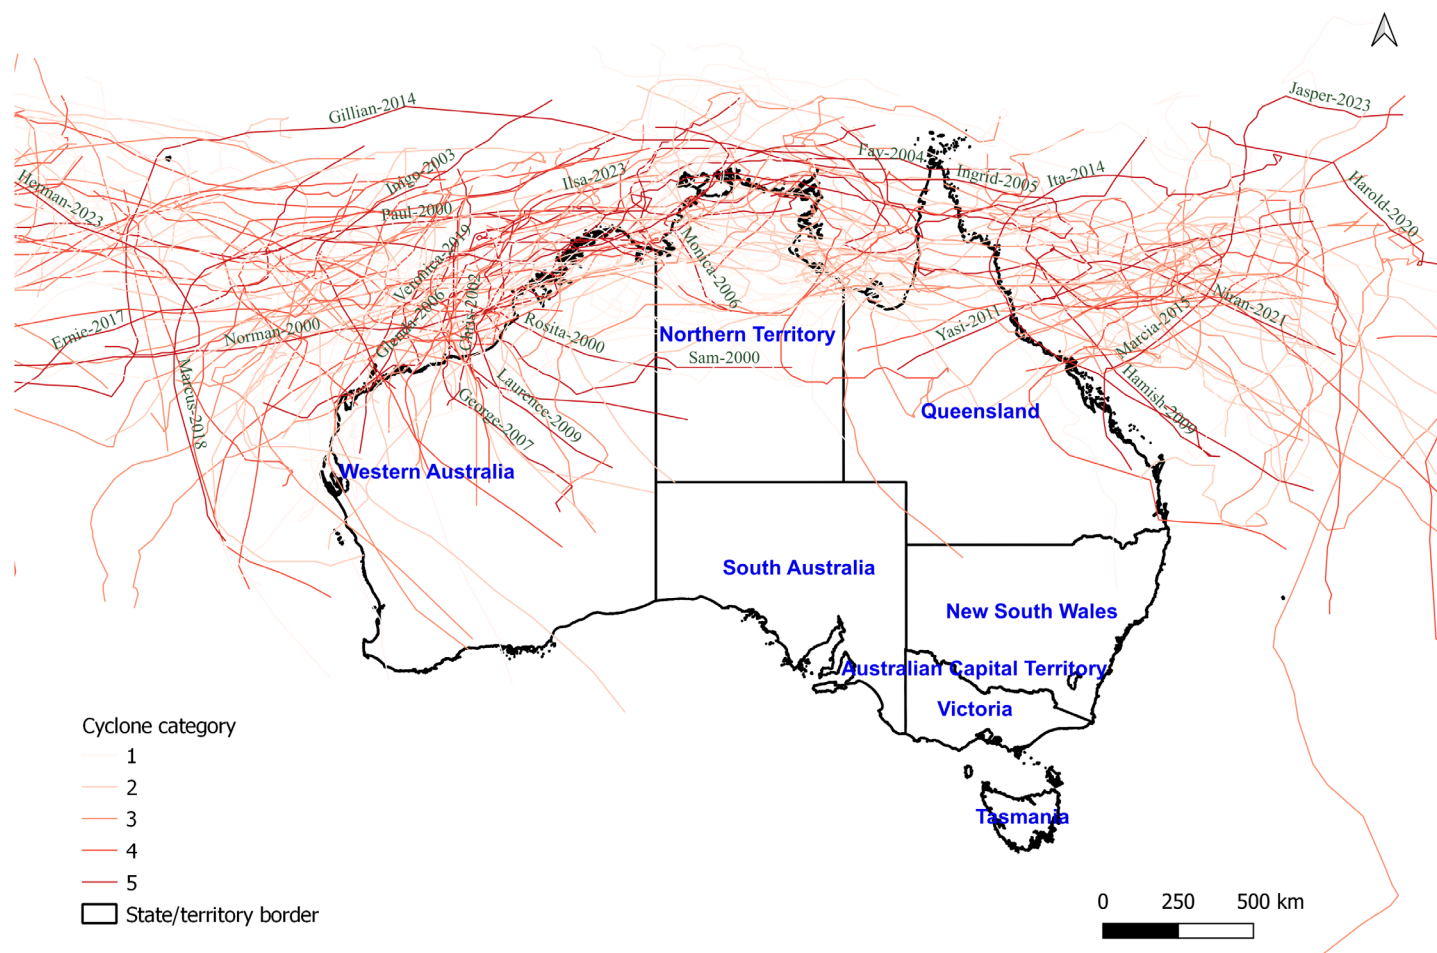 Jasper-2023
Gillian-2014
Fay-2004
Inigo-2003
Ilsa-2023
Ingrid-2005
Ita-2014
Herman-2023
Harold-2020
Paul-2000
Veronica-2019
Monica-2006
Glenda-2006
Chris-2002
Ernie-2017
Norman-2000
Rosita-2000
Yasi-2011
Marcia-2015
Niran-2021
Northern Territory
Sam-2000
Marcus-2018
Laurence-2009
George-2007
Hamish-2009
Queensland
Western Australia
South Australia
New South Wales
Australian Capital Territory
Victoria
Tasmania
Cyclone category
1
2
3
4
5
State/territory border
0 250 500 km